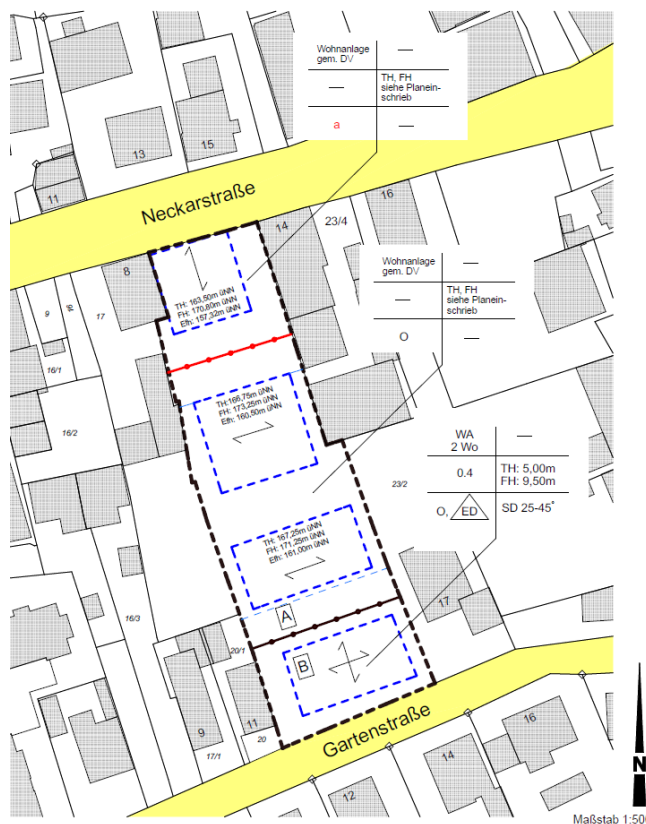 Wohnanlage
gem. DV
—
—
TH, FH
siehe Planein-
schrieb
a
—
13
15
11
Neckarstraße
16
23/4
14
8
9
17
16/1
TH: 163,50m üNN
FH: 170,80m üNN
Efh: 157,32m üNN
Wohnanlage
gem. DV
—
—
TH, FH
siehe Planein-
schrieb
O
—
TH:166,75m üNN
FH: 173,25m üNN
Efh: 160,50m üNN
16/2
WA
2 Wo
—
0.4
TH: 5,00m
FH: 9,50m
O, ED
SD 25-45°
23/2
TH: 167,25m üNN
FH: 171,25m üNN
Efh: 161,00m üNN
16/3
A
17
20/1
B
9
11
20
17/1
Gartenstraße
16
14
12
N
Maßstab 1:500